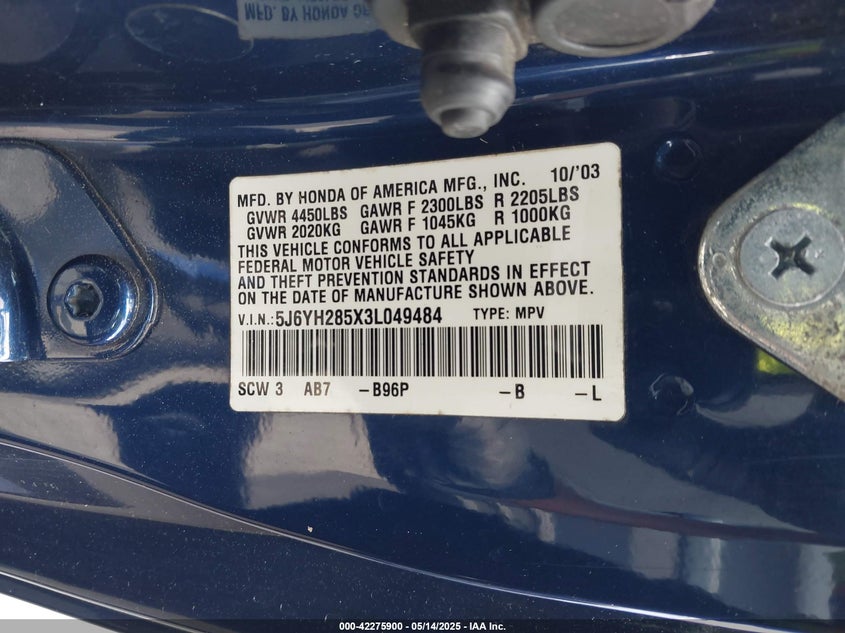 MFD. BY HONDA OF AMERICA MFG., INC. 10/'03
GVWR 4450LBS GAWR F 2300LBS R 2205LBS
GVWR 2020KG GAWR F 1045KG R 1000KG
THIS VEHICLE CONFORMS TO ALL APPLICABLE
FEDERAL MOTOR VEHICLE SAFETY
AND THEFT PREVENTION STANDARDS IN EFFECT
ON THE DATE OF MANUFACTURE SHOWN ABOVE.
V.I.N.: 5J6YH285X3L049484 TYPE: MPV
SCW 3 AB7 -B96P -B -L
000-42275900 - 05/14/2025 - IAA Inc.